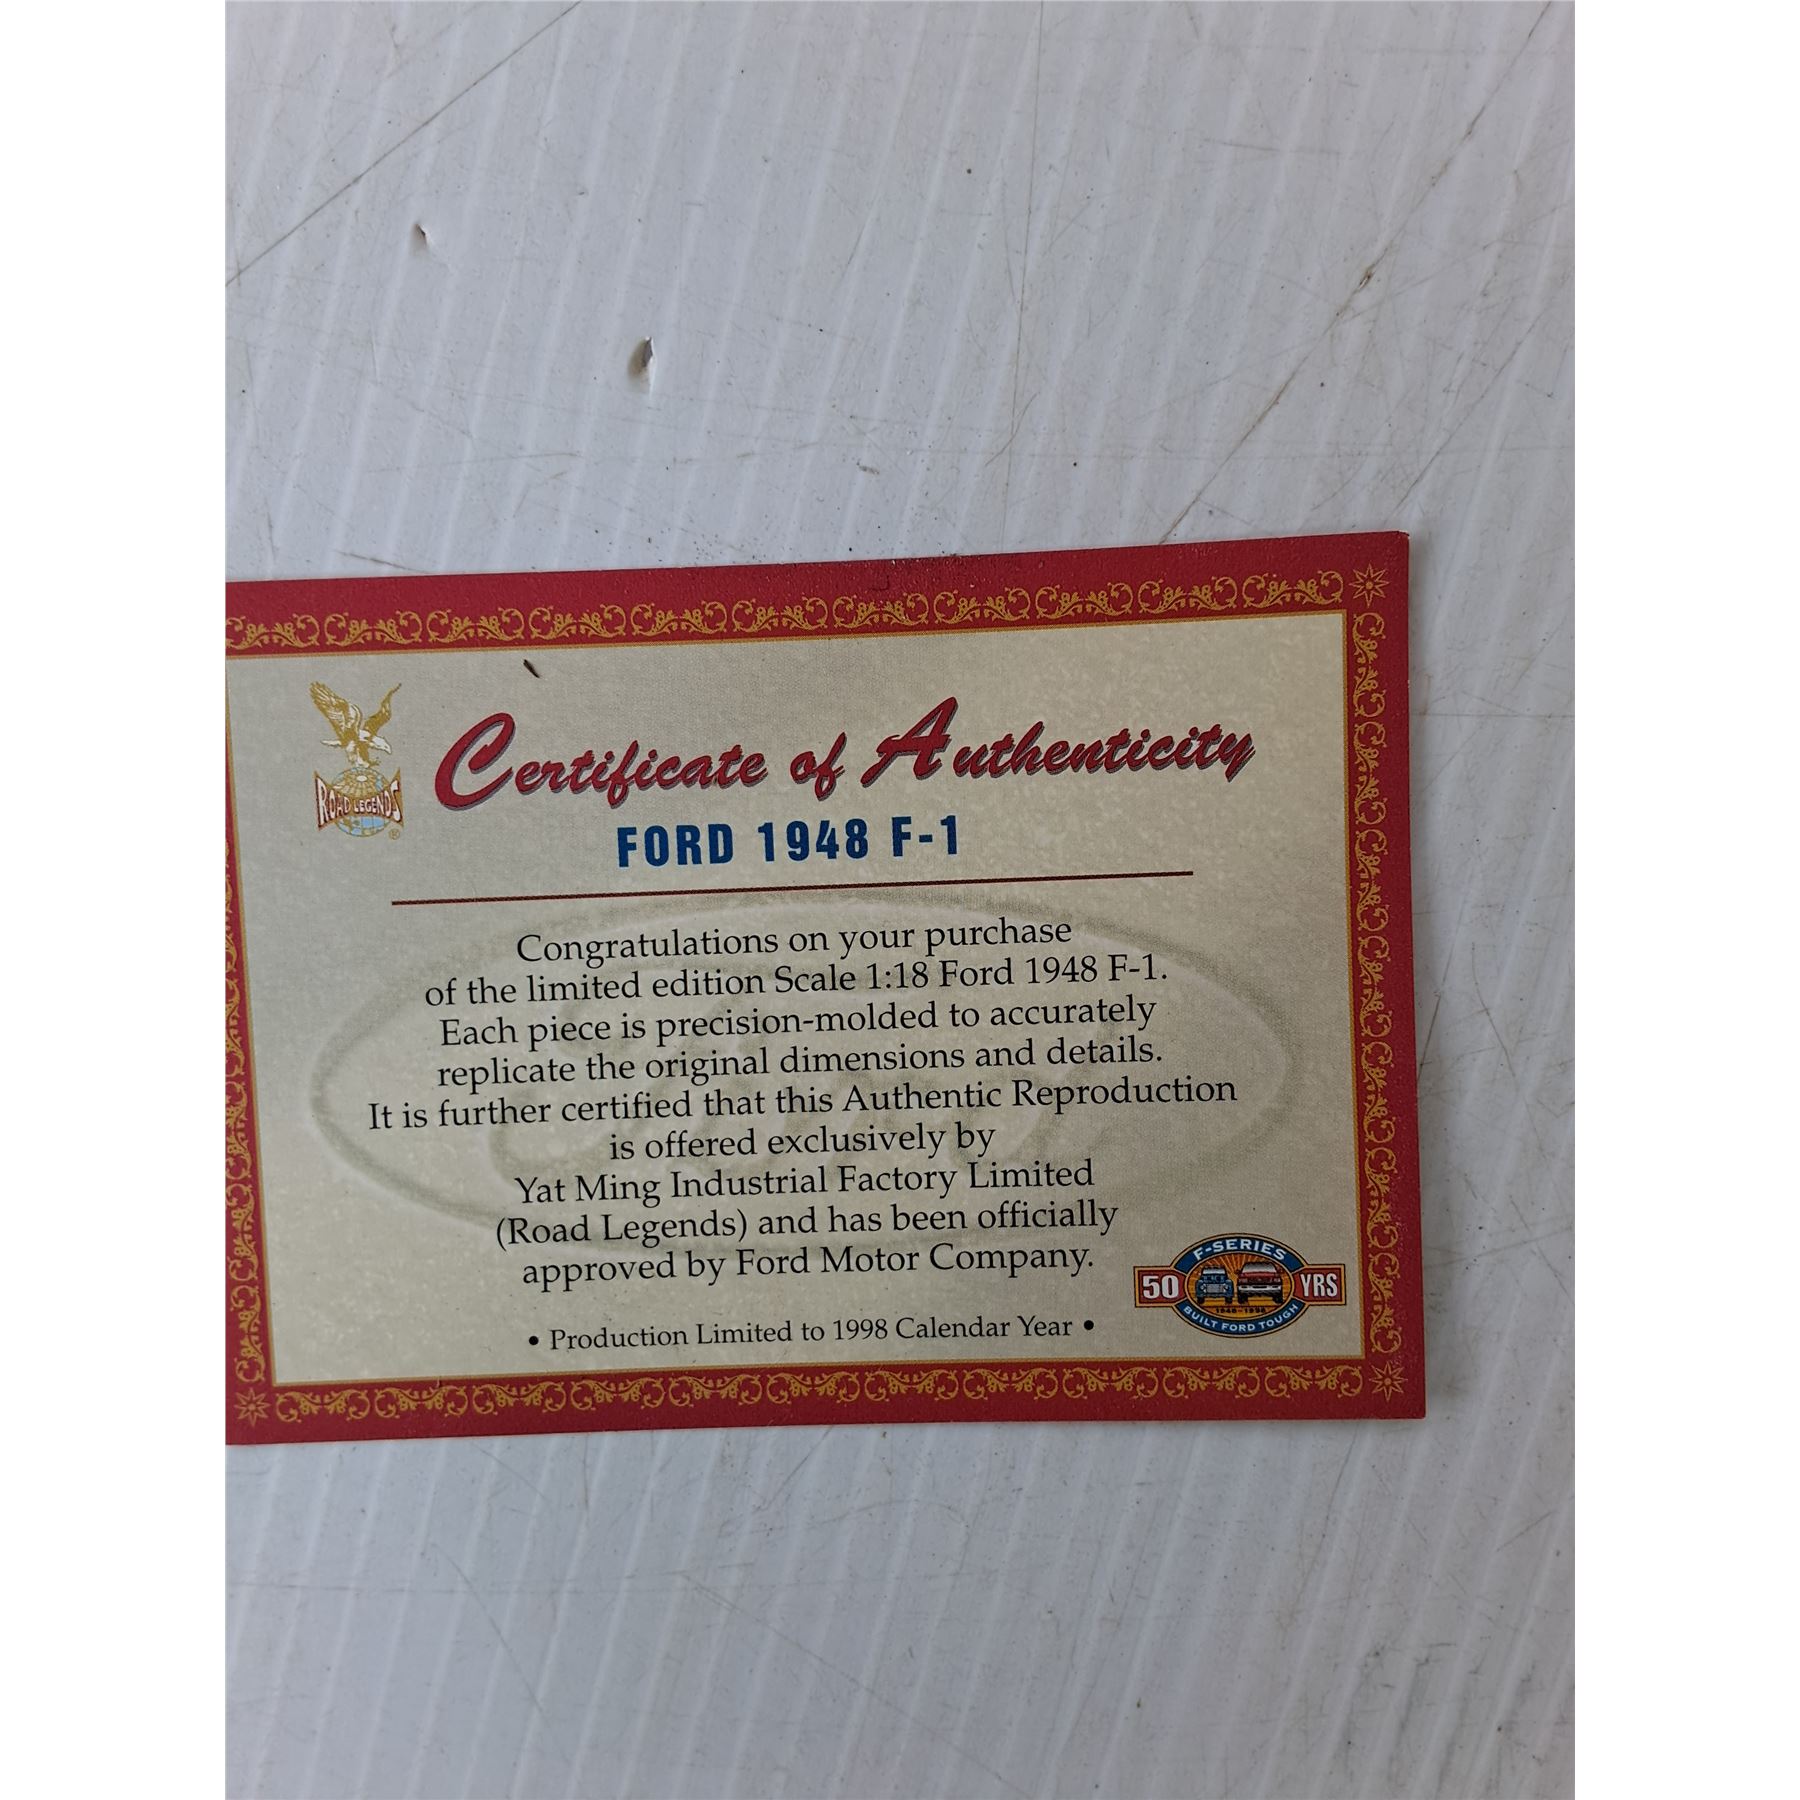 ROAD LEGENDS
®
Certificate of Authenticity
FORD 1948 F-1
Congratulations on your purchase
of the limited edition Scale 1:18 Ford 1948 F-1.
Each piece is precision-molded to accurately
replicate the original dimensions and details.
It is further certified that this Authentic Reproduction
is offered exclusively by
Yat Ming Industrial Factory Limited
(Road Legends) and has been officially
approved by Ford Motor Company.
• Production Limited to 1998 Calendar Year •
F-SERIES
50 YRS
1948-1998
BUILT FORD TOUGH